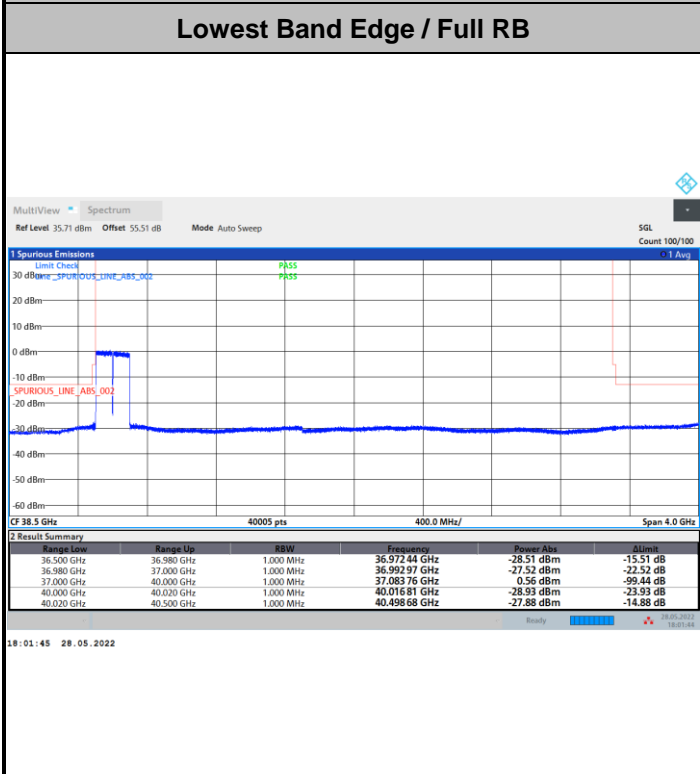 Lowest Band Edge / Full RB
MultiView Spectrum
Ref Level 35.71 dBm Offset 55.51 dB Mode Auto Sweep SGL
Count 100/100
1 Spurious Emissions 1 Avg
Limit Check PASS
30 dBm Line _SPURIOUS_LINE_ABS_002 PASS
20 dBm
10 dBm
0 dBm
-10 dBm
_SPURIOUS_LINE_ABS_002
-20 dBm
-30 dBm
-40 dBm
-50 dBm
-60 dBm
CF 38.5 GHz 40005 pts 400.0 MHz/ Span 4.0 GHz
2 Result Summary
Range Low Range Up RBW Frequency Power Abs ΔLimit
36.500 GHz 36.980 GHz 1.000 MHz 36.972 44 GHz -28.51 dBm -15.51 dB
36.980 GHz 37.000 GHz 1.000 MHz 36.992 97 GHz -27.52 dBm -22.52 dB
37.000 GHz 40.000 GHz 1.000 MHz 37.083 76 GHz 0.56 dBm -99.44 dB
40.000 GHz 40.020 GHz 1.000 MHz 40.016 81 GHz -28.93 dBm -23.93 dB
40.020 GHz 40.500 GHz 1.000 MHz 40.498 68 GHz -27.88 dBm -14.88 dB
Ready 28.05.2022
18:01:44
18:01:45 28.05.2022